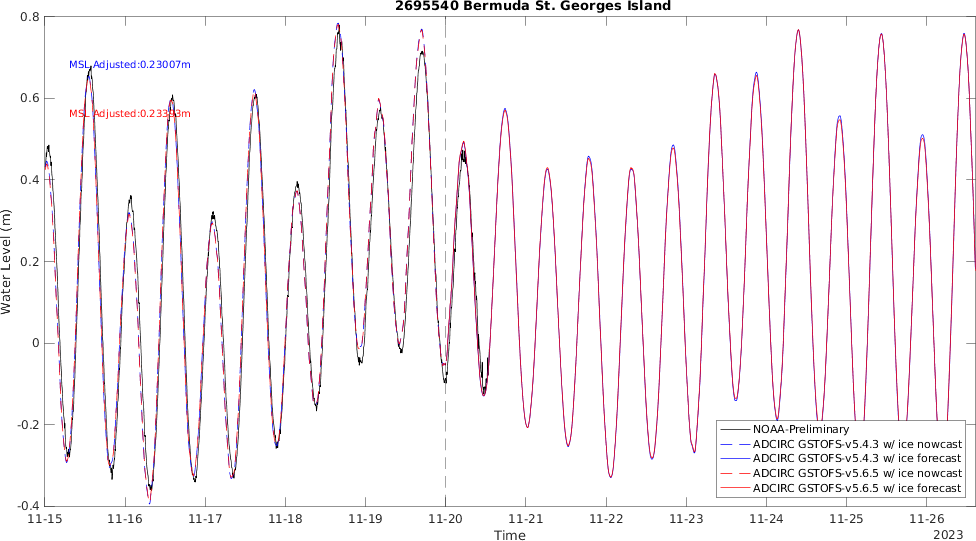 2695540 Bermuda St. Georges Island
0.8
0.6
0.4
0.2
0
-0.2
-0.4
Water Level (m)
MSL Adjusted:0.23007m
MSL Adjusted:0.23393m
NOAA-Preliminary
ADCIRC GSTOFS-v5.4.3 w/ ice nowcast
ADCIRC GSTOFS-v5.4.3 w/ ice forecast
ADCIRC GSTOFS-v5.6.5 w/ ice nowcast
ADCIRC GSTOFS-v5.6.5 w/ ice forecast
11-15 11-16 11-17 11-18 11-19 11-20 11-21 11-22 11-23 11-24 11-25 11-26
Time
2023